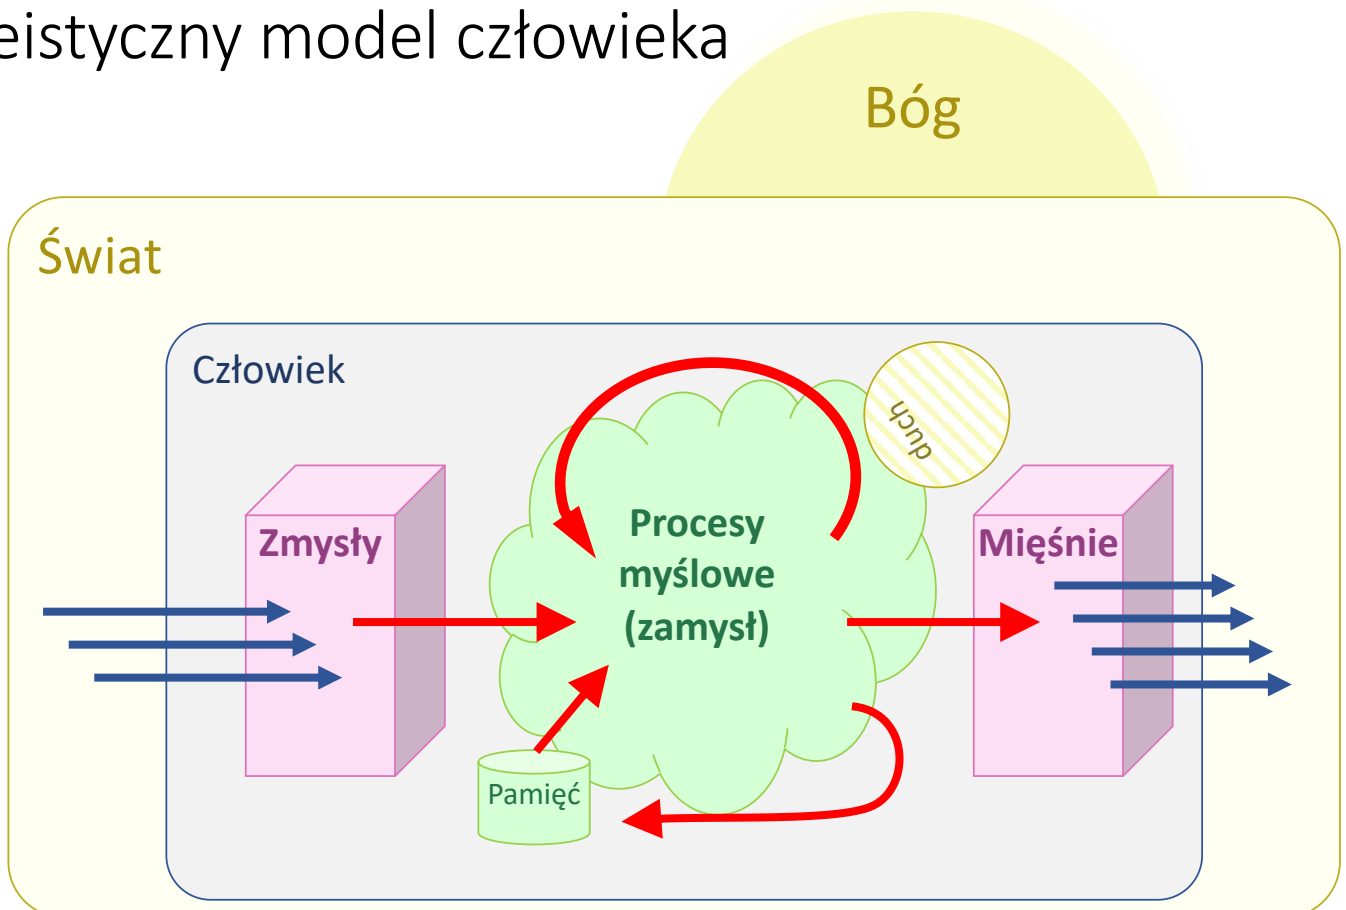 eistyczny model człowieka
Bóg
Świat
Człowiek
duch
Zmysły
Procesy
myślowe
(zamysł)
Mięśnie
Pamięć